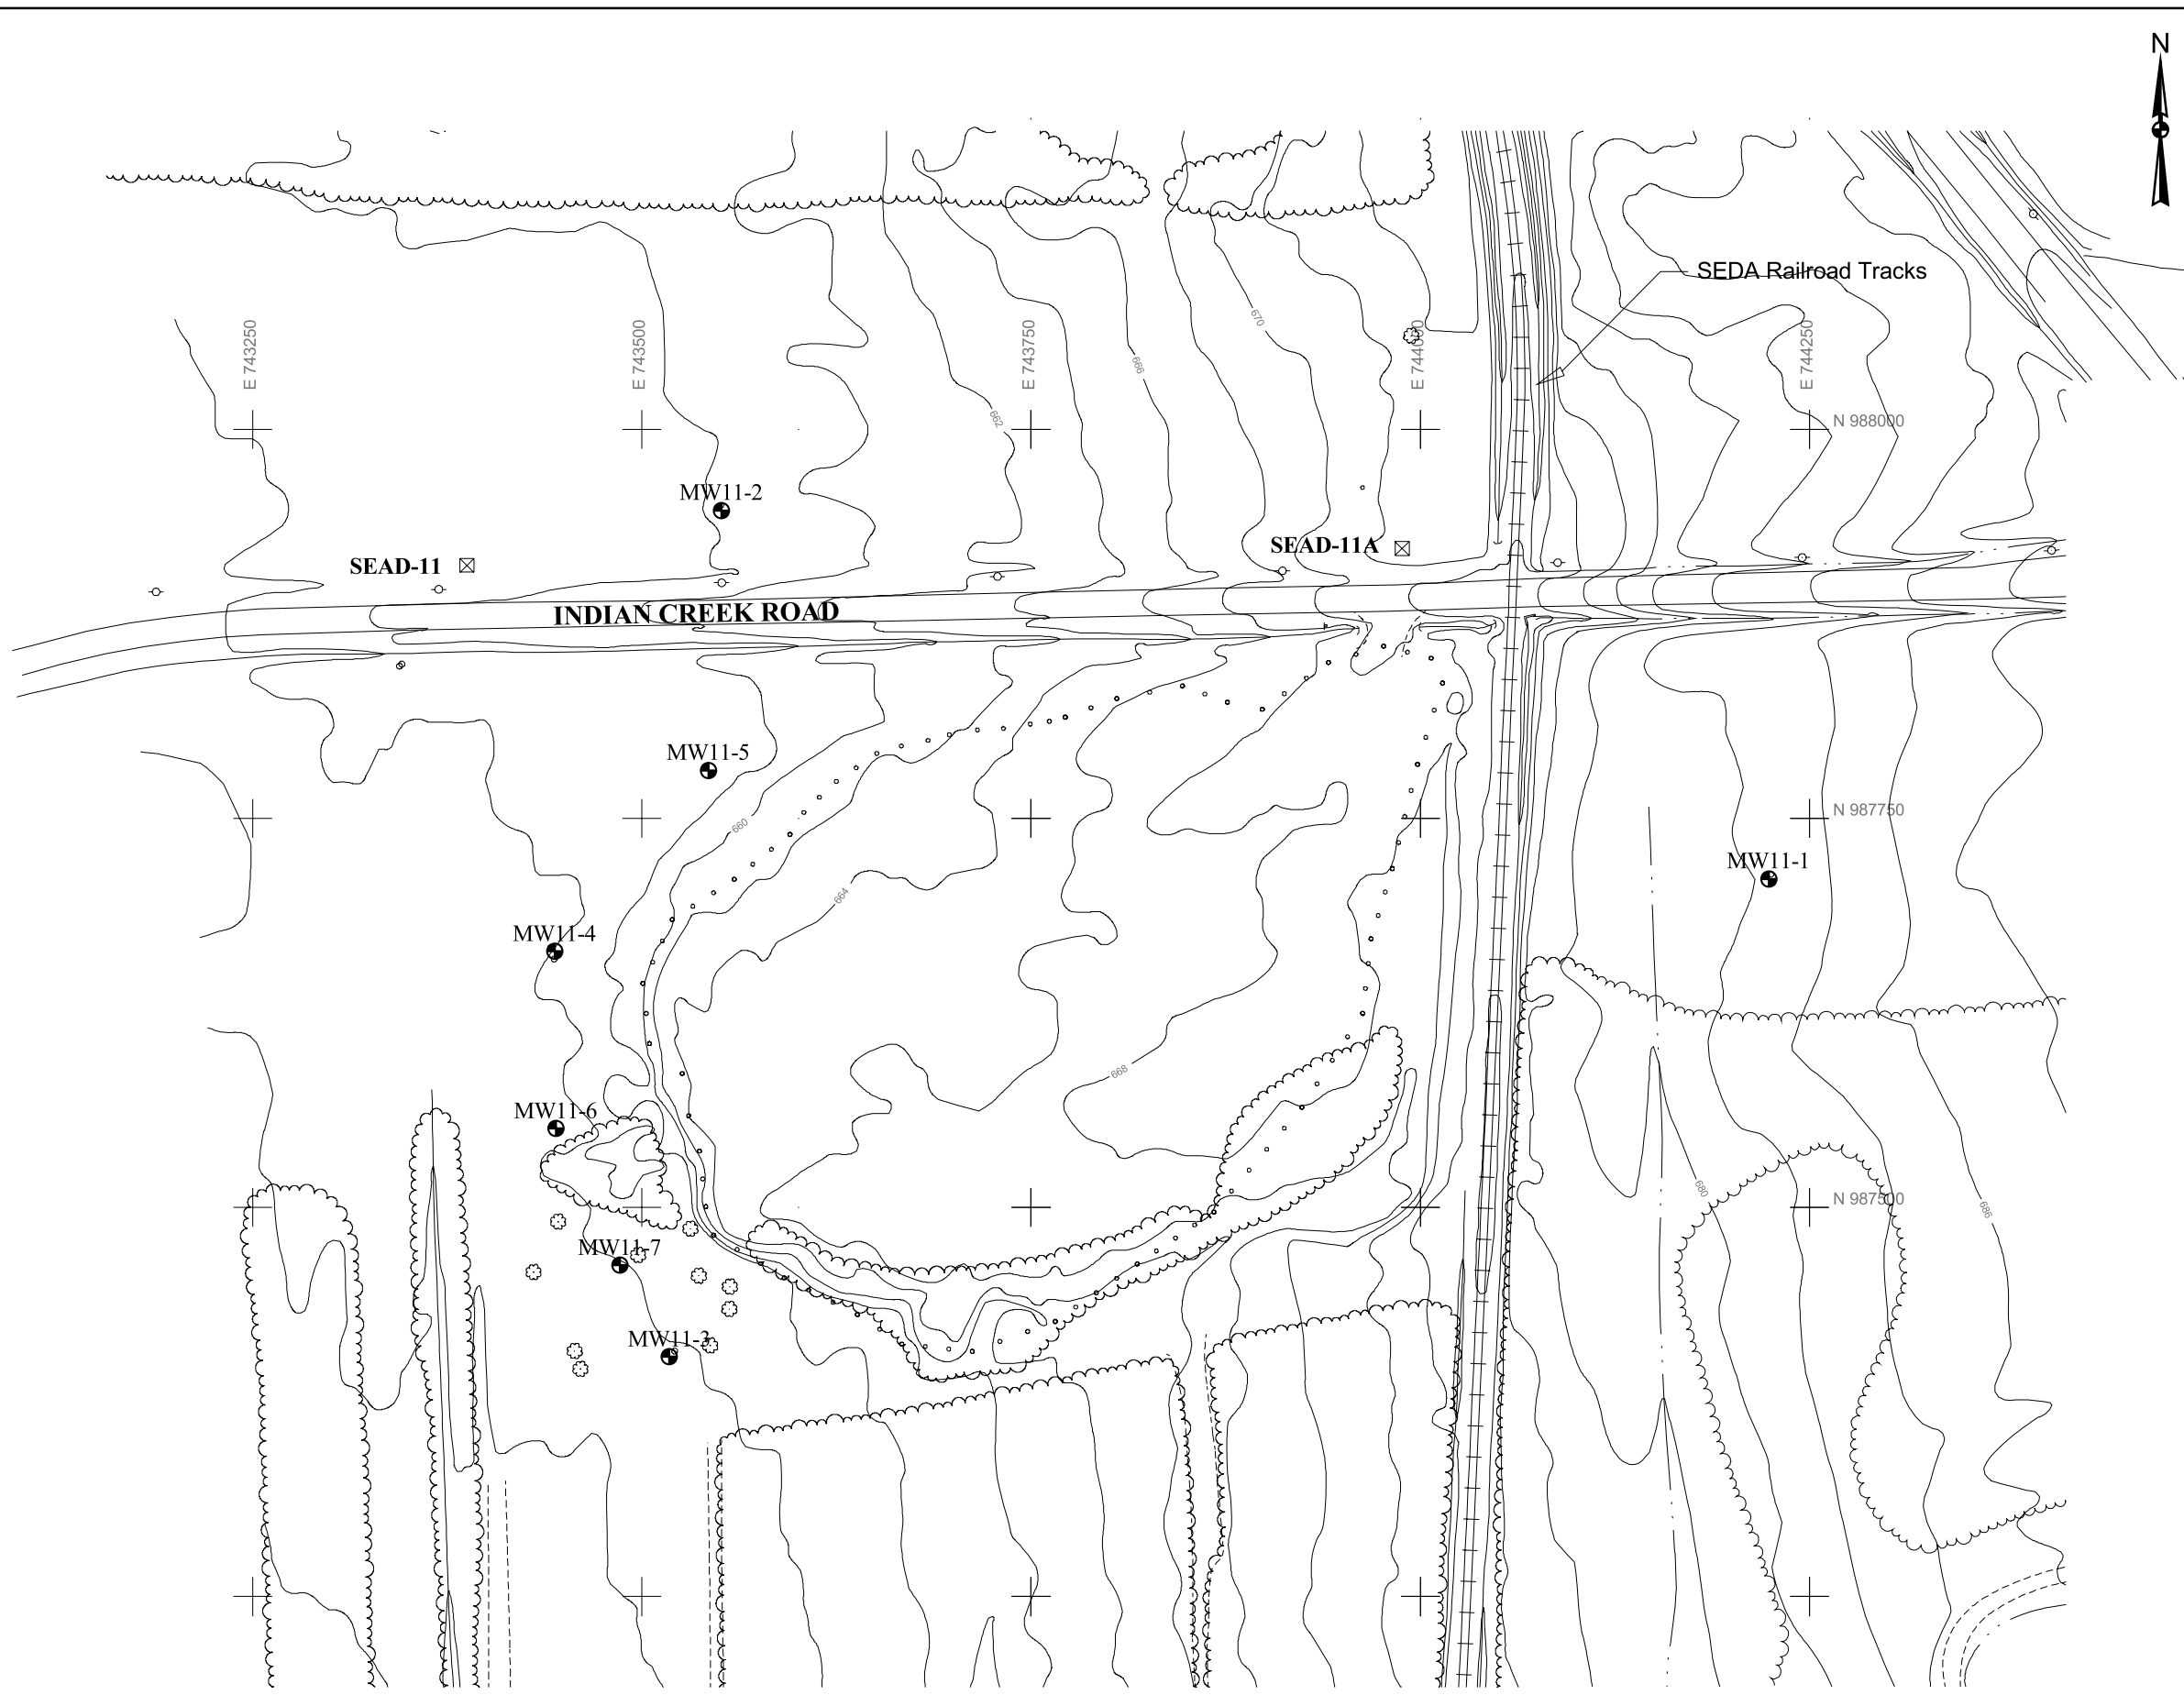 N
SEDA Railroad Tracks
E 743250
E 743500
E 743750
E 744000
E 744250
670
666
662
N 988000
MW11-2
SEAD-11
SEAD-11A
INDIAN CREEK ROAD
MW11-5
660
N 987750
MW11-1
664
MW11-4
668
MW11-6
680
N 987500
686
MW11-7
MW11-3